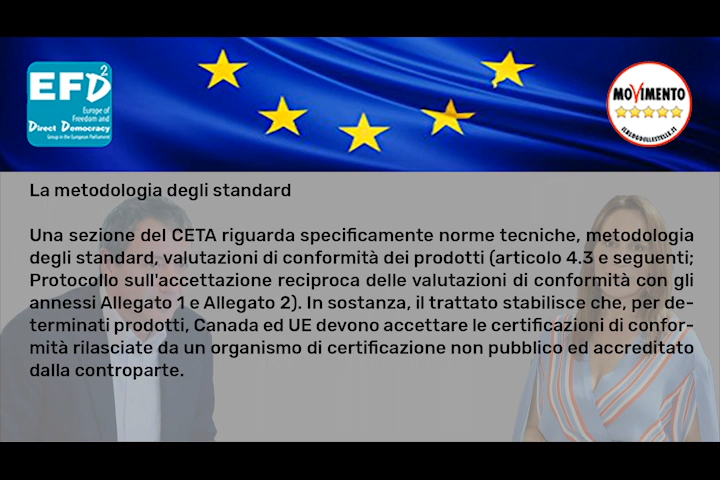 EFD2
Europe of
Freedom and
Direct Democracy
Group in the European Parliament
MOVIMENTO
ILBLOGDELLESTELLE.IT
La metodologia degli standard
Una sezione del CETA riguarda specificamente norme tecniche, metodologia
degli standard, valutazioni di conformità dei prodotti (articolo 4.3 e seguenti;
Protocollo sull'accettazione reciproca delle valutazioni di conformità con gli
annessi Allegato 1 e Allegato 2). In sostanza, il trattato stabilisce che, per de-
terminati prodotti, Canada ed UE devono accettare le certificazioni di confor-
mità rilasciate da un organismo di certificazione non pubblico ed accreditato
dalla controparte.